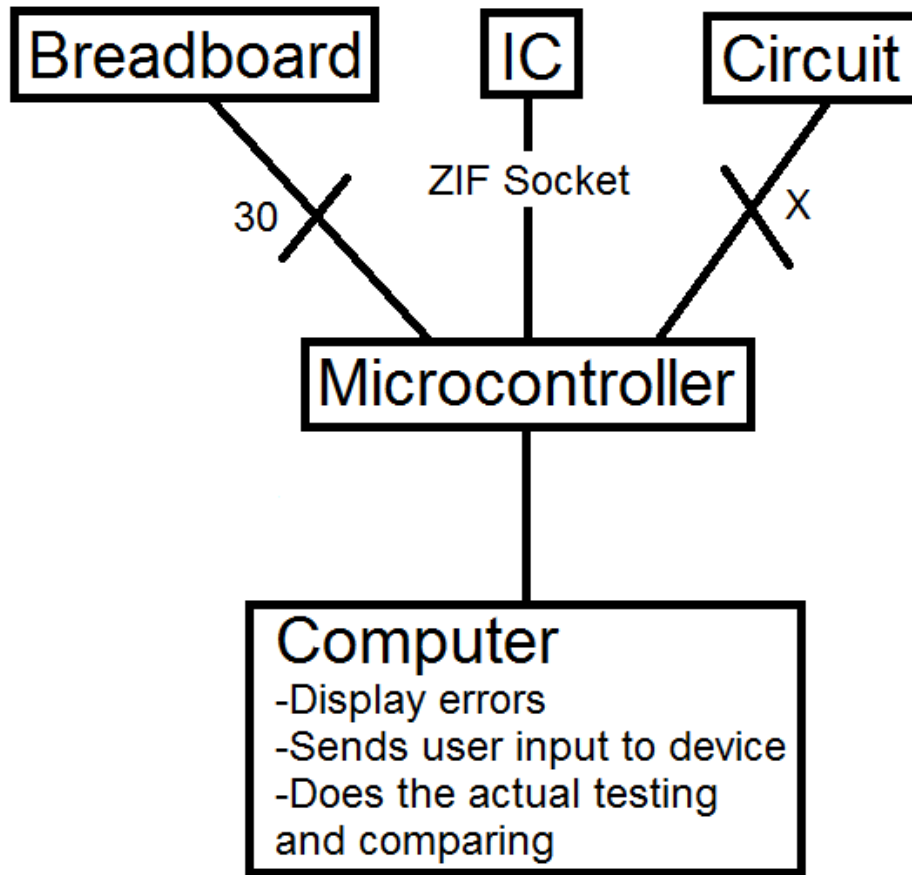 Breadboard
IC
Circuit
ZIF Socket
30
X
Microcontroller
Computer
-Display errors
-Sends user input to device
-Does the actual testing
and comparing